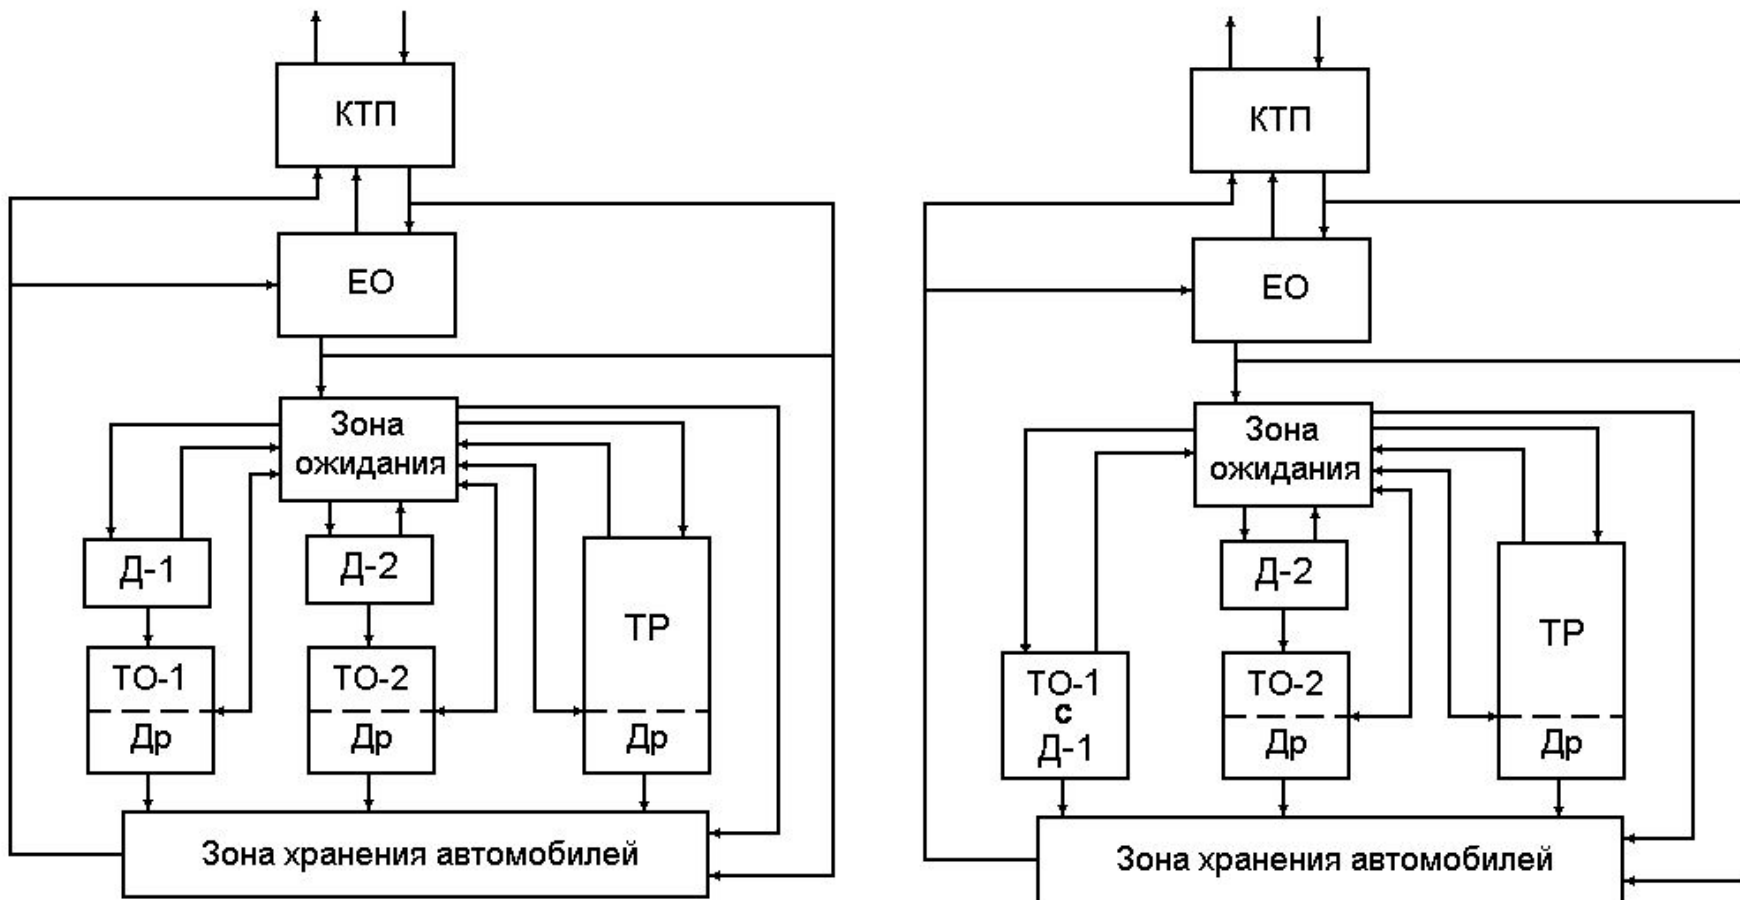 КТП
ЕО
Зона
ожидания
Д-1
Д-2
ТР
ТО-1
Др
ТО-2
Др
Др
Зона хранения автомобилей
КТП
ЕО
Зона
ожидания
Д-2
ТР
ТО-1
с
Д-1
ТО-2
Др
Др
Зона хранения автомобилей